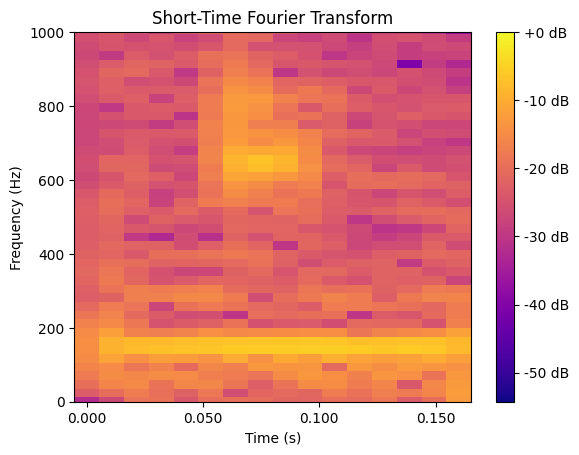 Short-Time Fourier Transform
1000
800
600
400
200
0
Frequency (Hz)
0.000
0.050
0.100
0.150
Time (s)
+0 dB
-10 dB
-20 dB
-30 dB
-40 dB
-50 dB